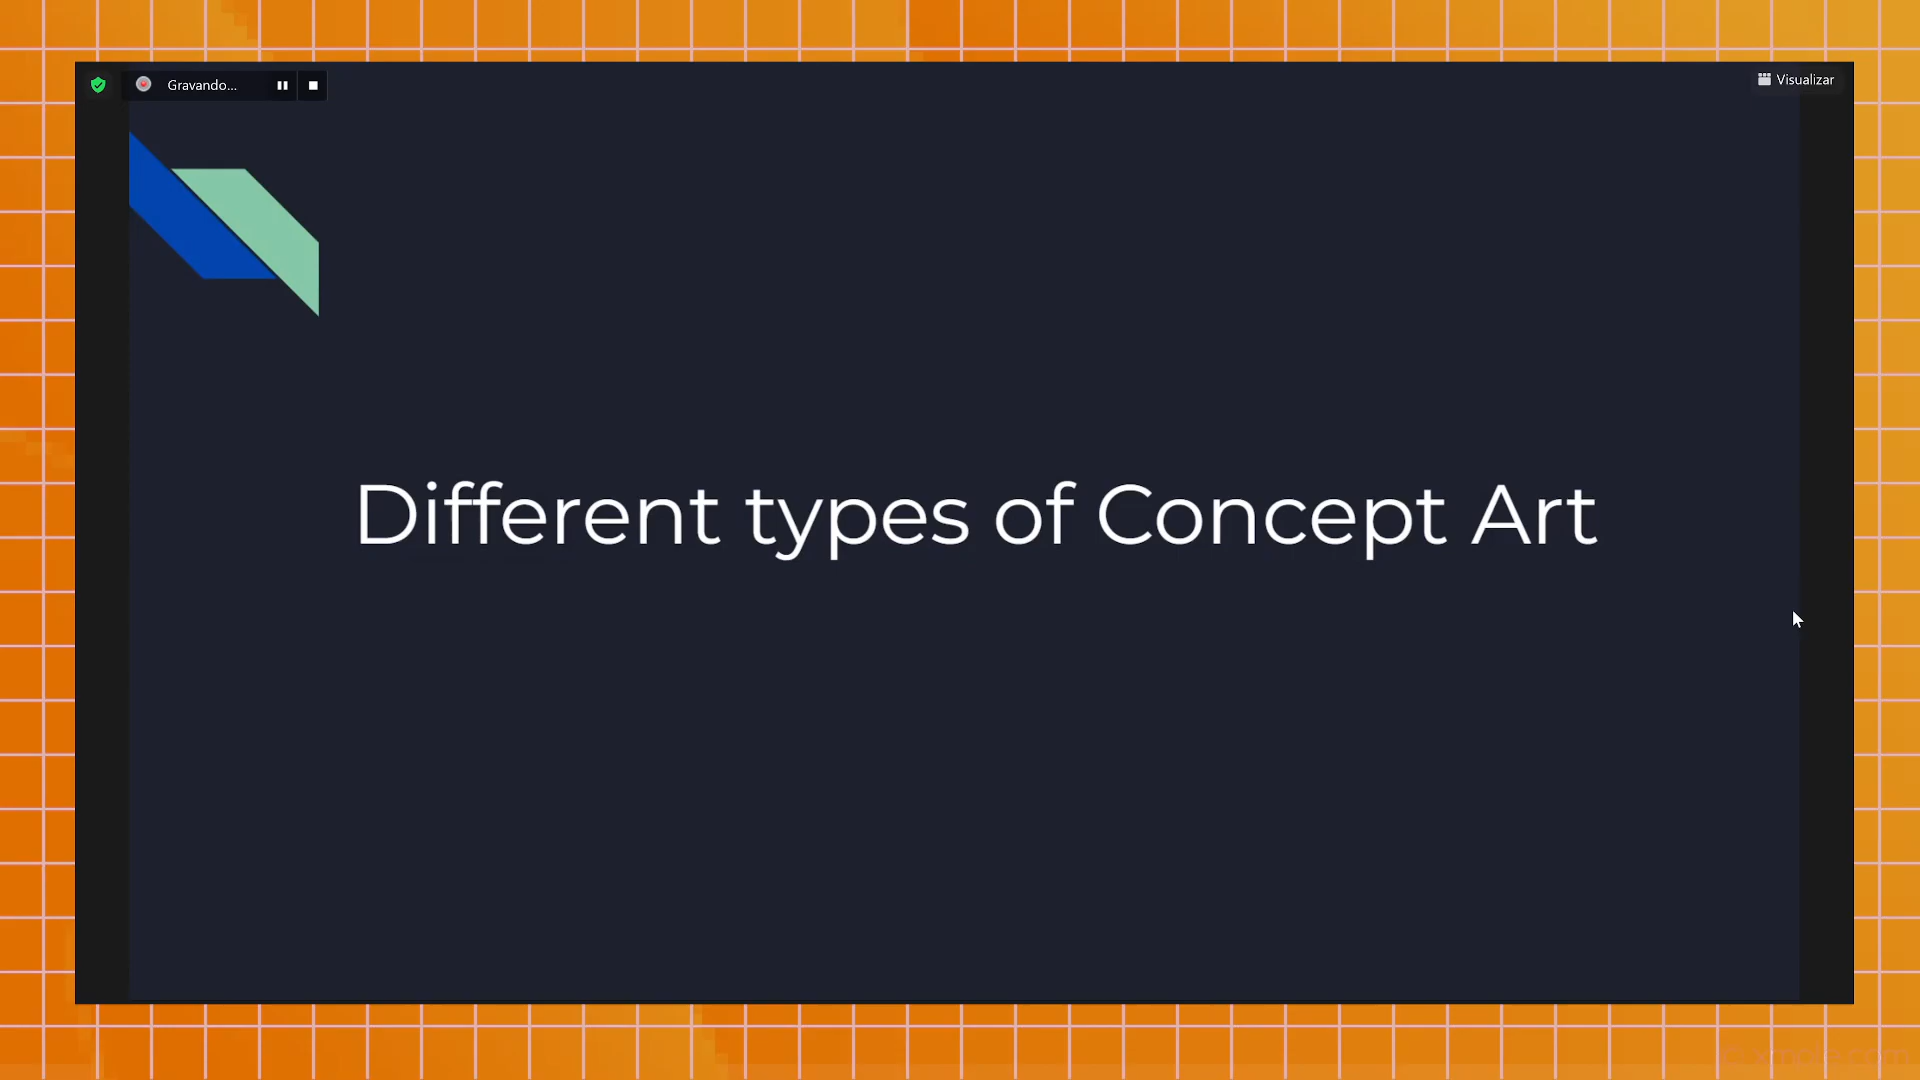 Gravando...
Visualizar
Different types of Concept Art